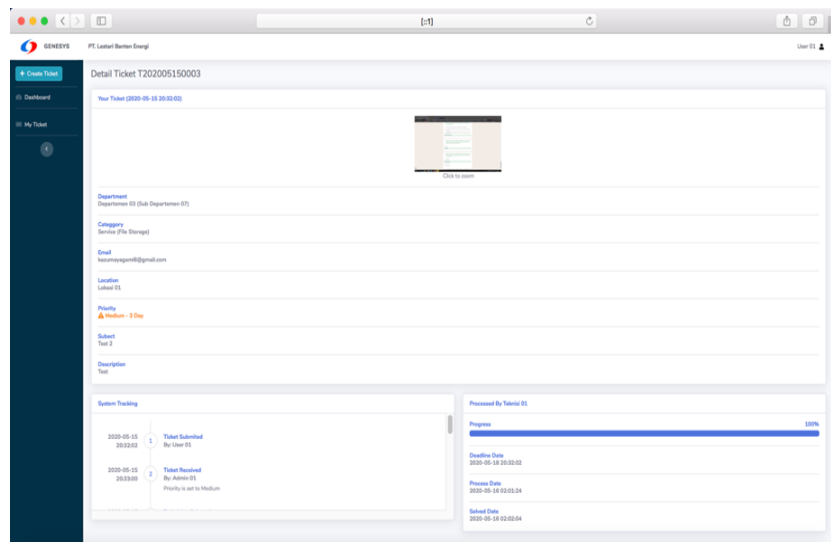 [::1]
GENESYS
PT. Lestari Banten Energi
User 01
+ Create Ticket
Dashboard
My Ticket
Detail Ticket T202005150003
Your Ticket (2020-05-15 20:32:02)
Click to zoom
Department
Departemen 03 (Sub Departemen 07)
Categgory
Service (File Storage)
Email
Location
Lokasi 01
Priority
Medium - 3 Day
Subect
Test 2
Description
Test
System Tracking
2020-05-15
20:32:02
1
Ticket Submited
By: User 01
2020-05-15
20:33:00
2
Ticket Received
By: Admin 01
Priority is set to Medium
Processed By Teknisi 01
Progress
100%
Deadline Date
2020-05-18 20:32:02
Process Date
2020-05-16 02:01:24
Solved Date
2020-05-16 02:02:04